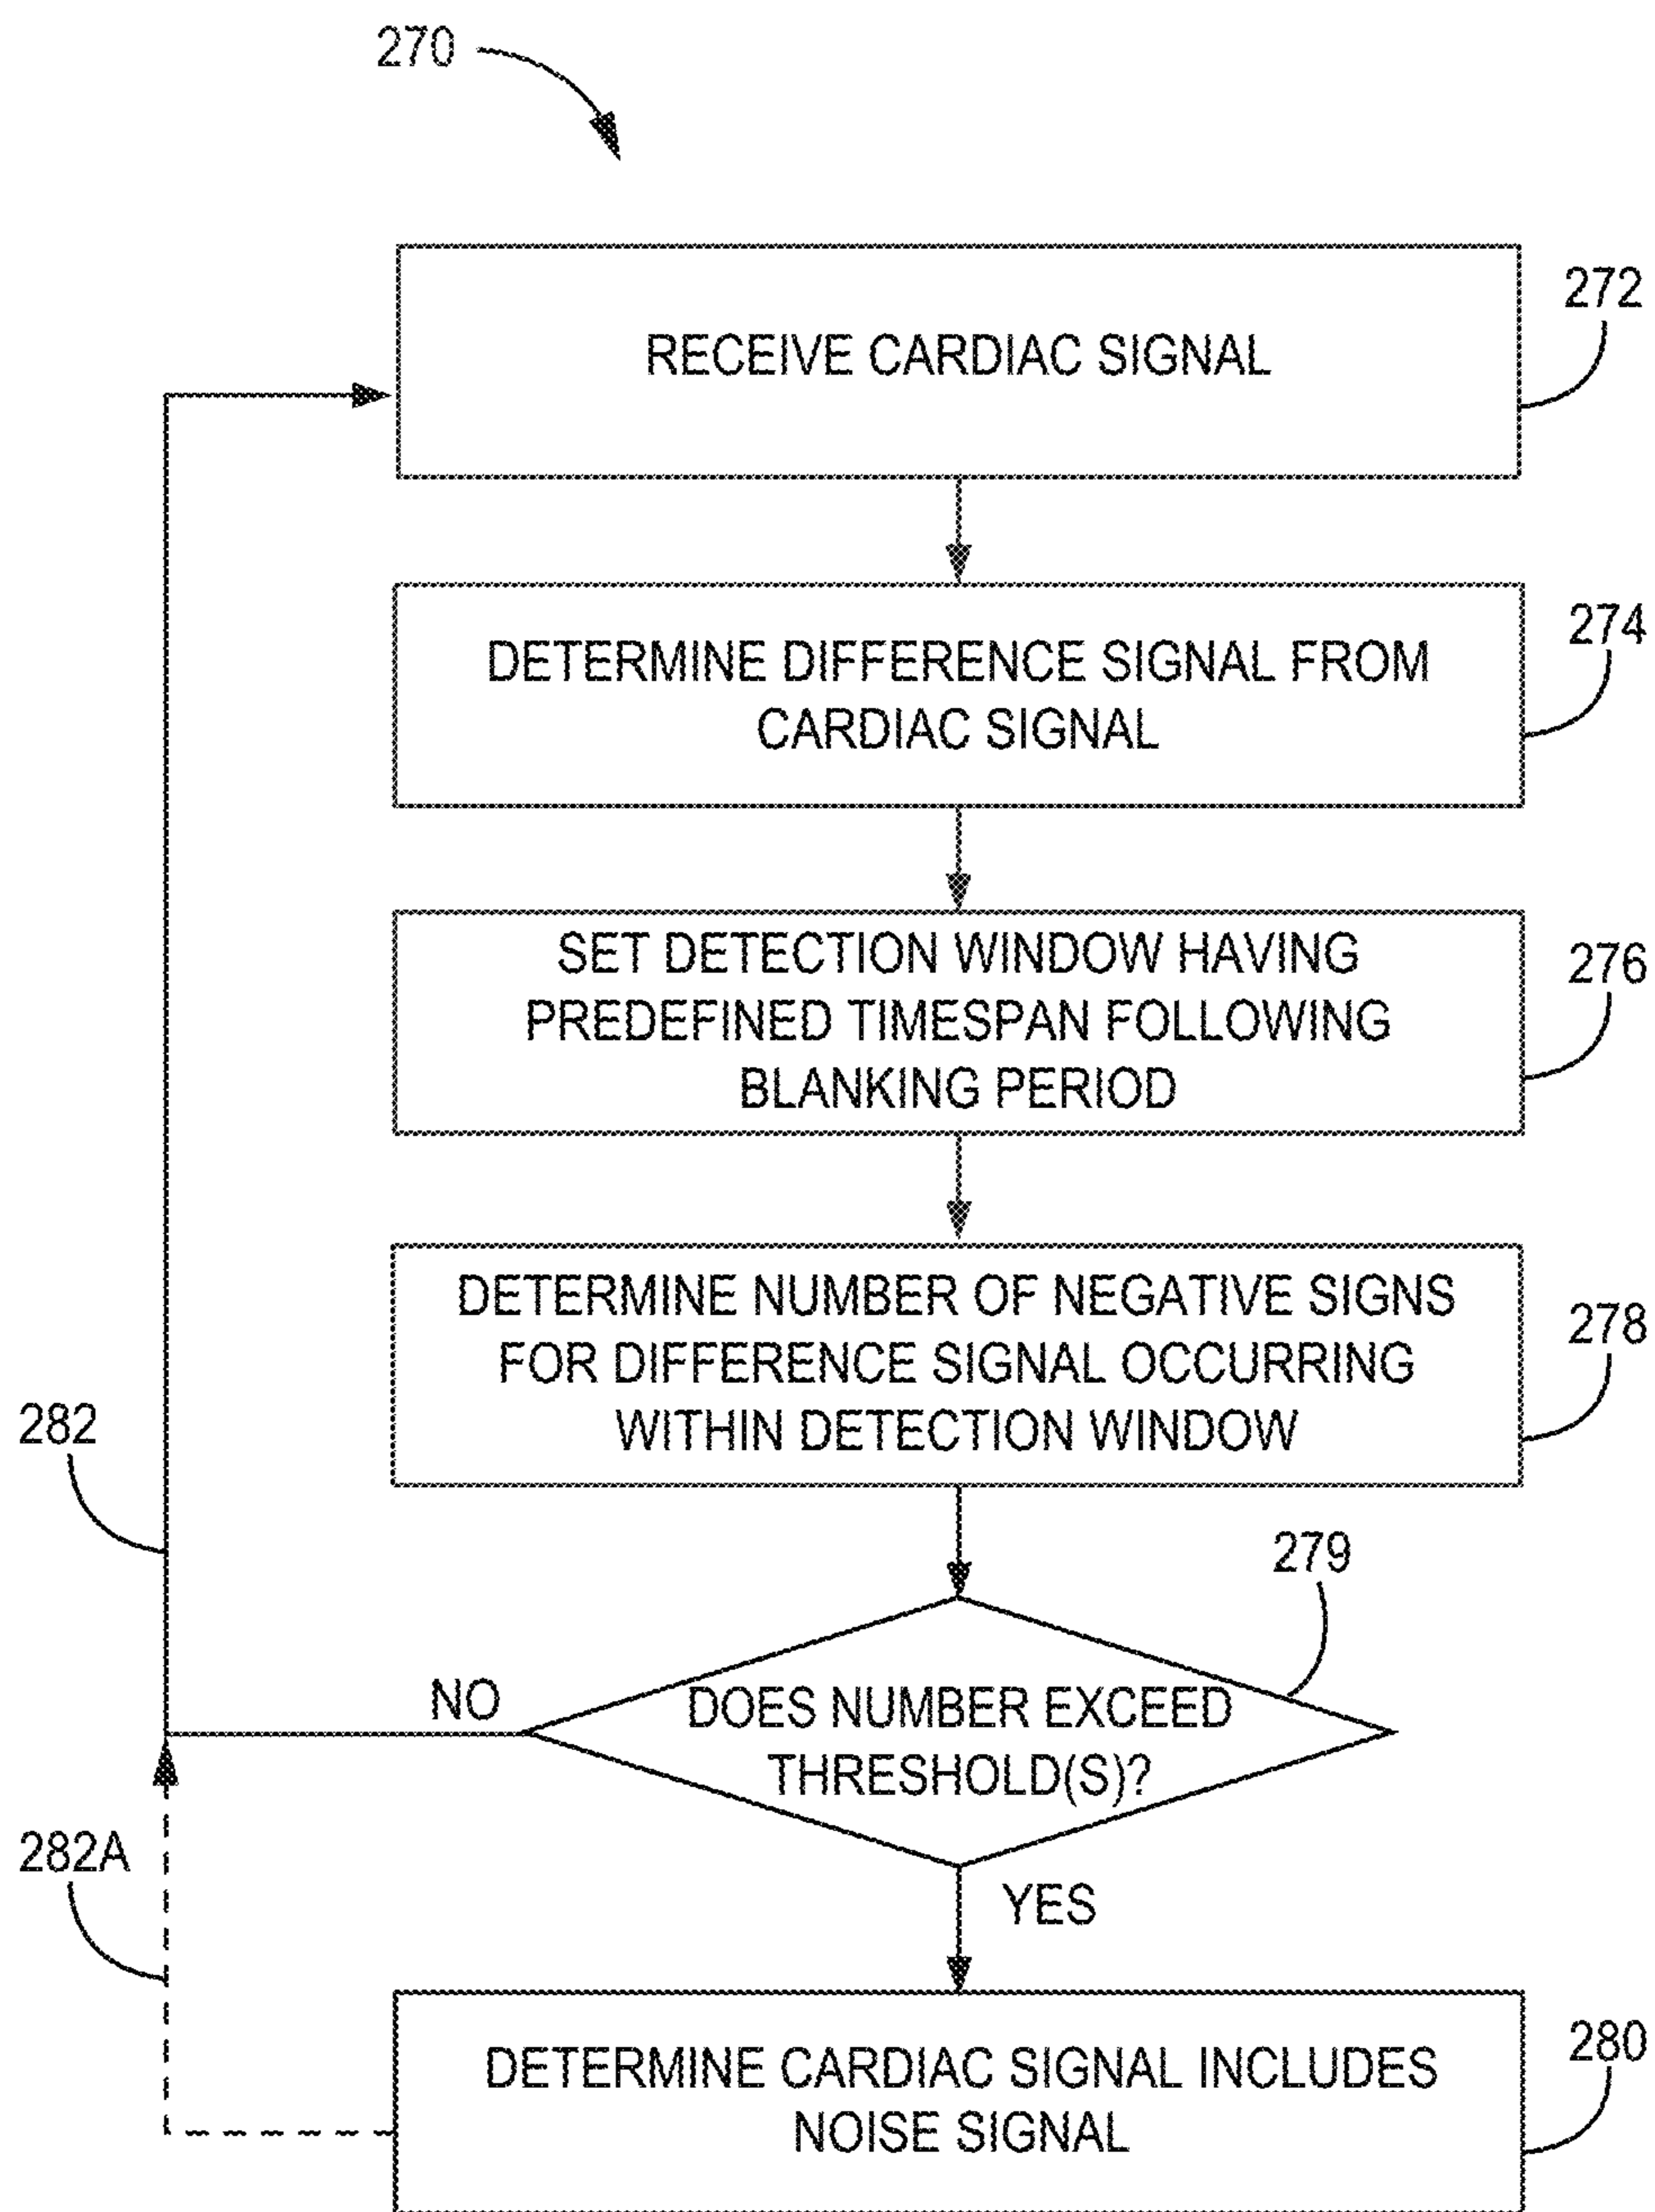 270
RECEIVE CARDIAC SIGNAL
272
DETERMINE DIFFERENCE SIGNAL FROM
CARDIAC SIGNAL
274
SET DETECTION WINDOW HAVING
PREDEFINED TIMESPAN FOLLOWING
BLANKING PERIOD
276
DETERMINE NUMBER OF NEGATIVE SIGNS
FOR DIFFERENCE SIGNAL OCCURRING
WITHIN DETECTION WINDOW
278
282
279
NO
DOES NUMBER EXCEED
THRESHOLD(S)?
282A
YES
DETERMINE CARDIAC SIGNAL INCLUDES
NOISE SIGNAL
280